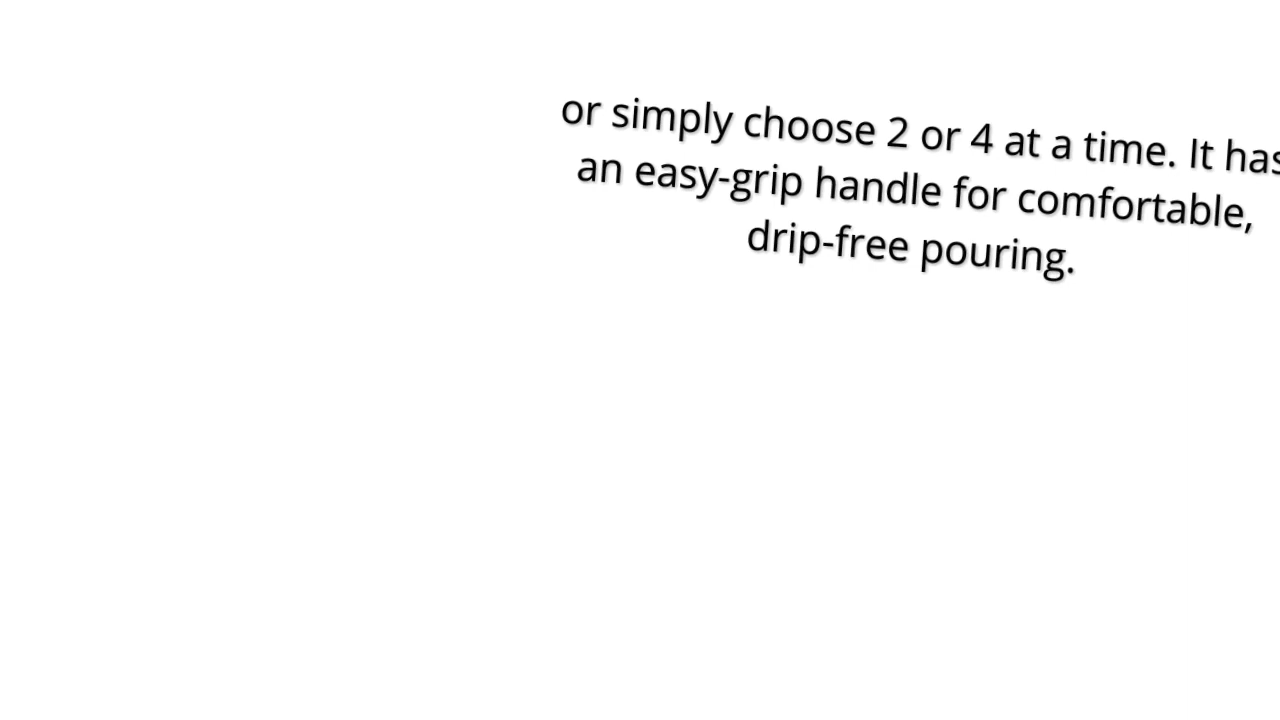 or simply choose 2 or 4 at a time. It has
an easy-grip handle for comfortable,
drip-free pouring.